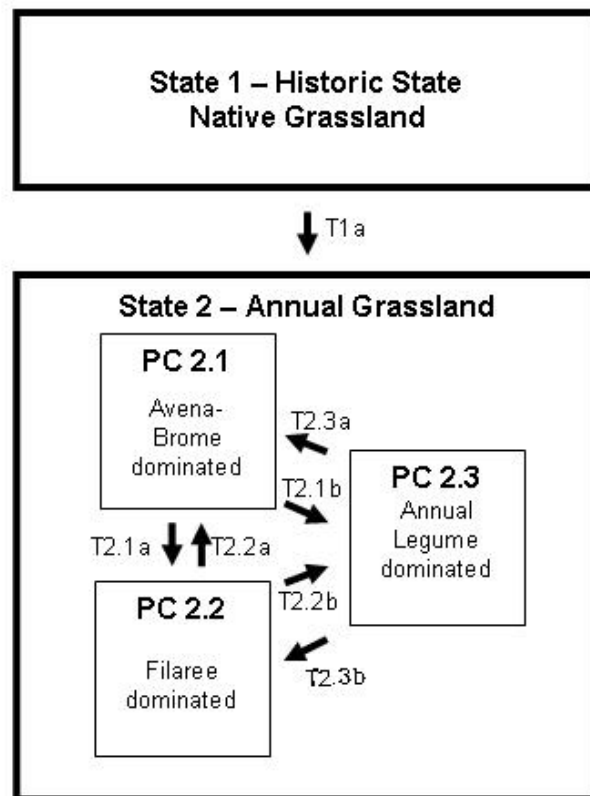 State 1 – Historic State
Native Grassland
T1a
State 2 – Annual Grassland
PC 2.1
Avena-
Brome
dominated
T2.3a
PC 2.3
Annual
Legume
dominated
T2.1b
T2.1a
T2.2a
T2.2b
PC 2.2
Filaree
dominated
T2.3b